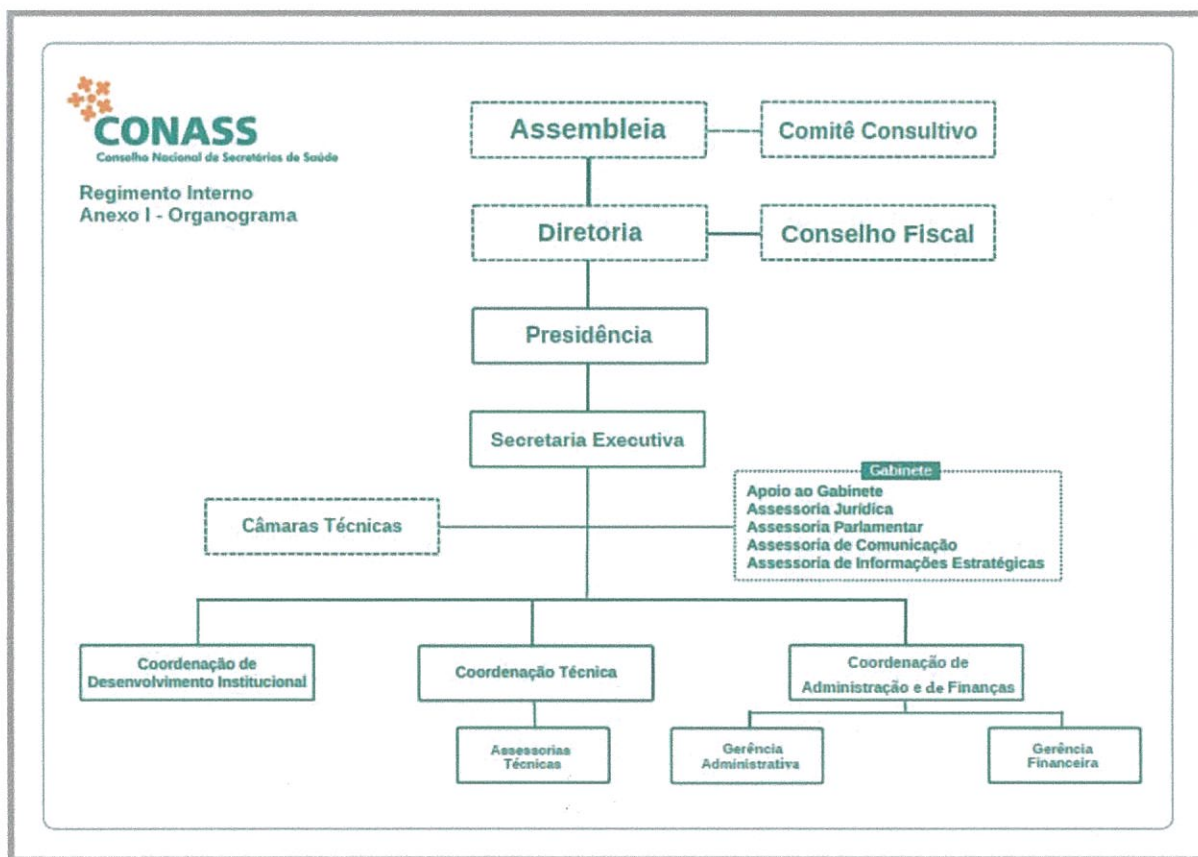 CONASS
Conselho Nacional de Secretários de Saúde
Regimento Interno
Anexo I - Organograma
Assembleia
Comitê Consultivo
Diretoria
Conselho Fiscal
Presidência
Secretaria Executiva
Câmaras Técnicas
Gabinete
Apoio ao Gabinete
Assessoria Jurídica
Assessoria Parlamentar
Assessoria de Comunicação
Assessoria de Informações Estratégicas
Coordenação de
Desenvolvimento Institucional
Coordenação Técnica
Coordenação de
Administração e de Finanças
Assessorias
Técnicas
Gerência
Administrativa
Gerência
Financeira